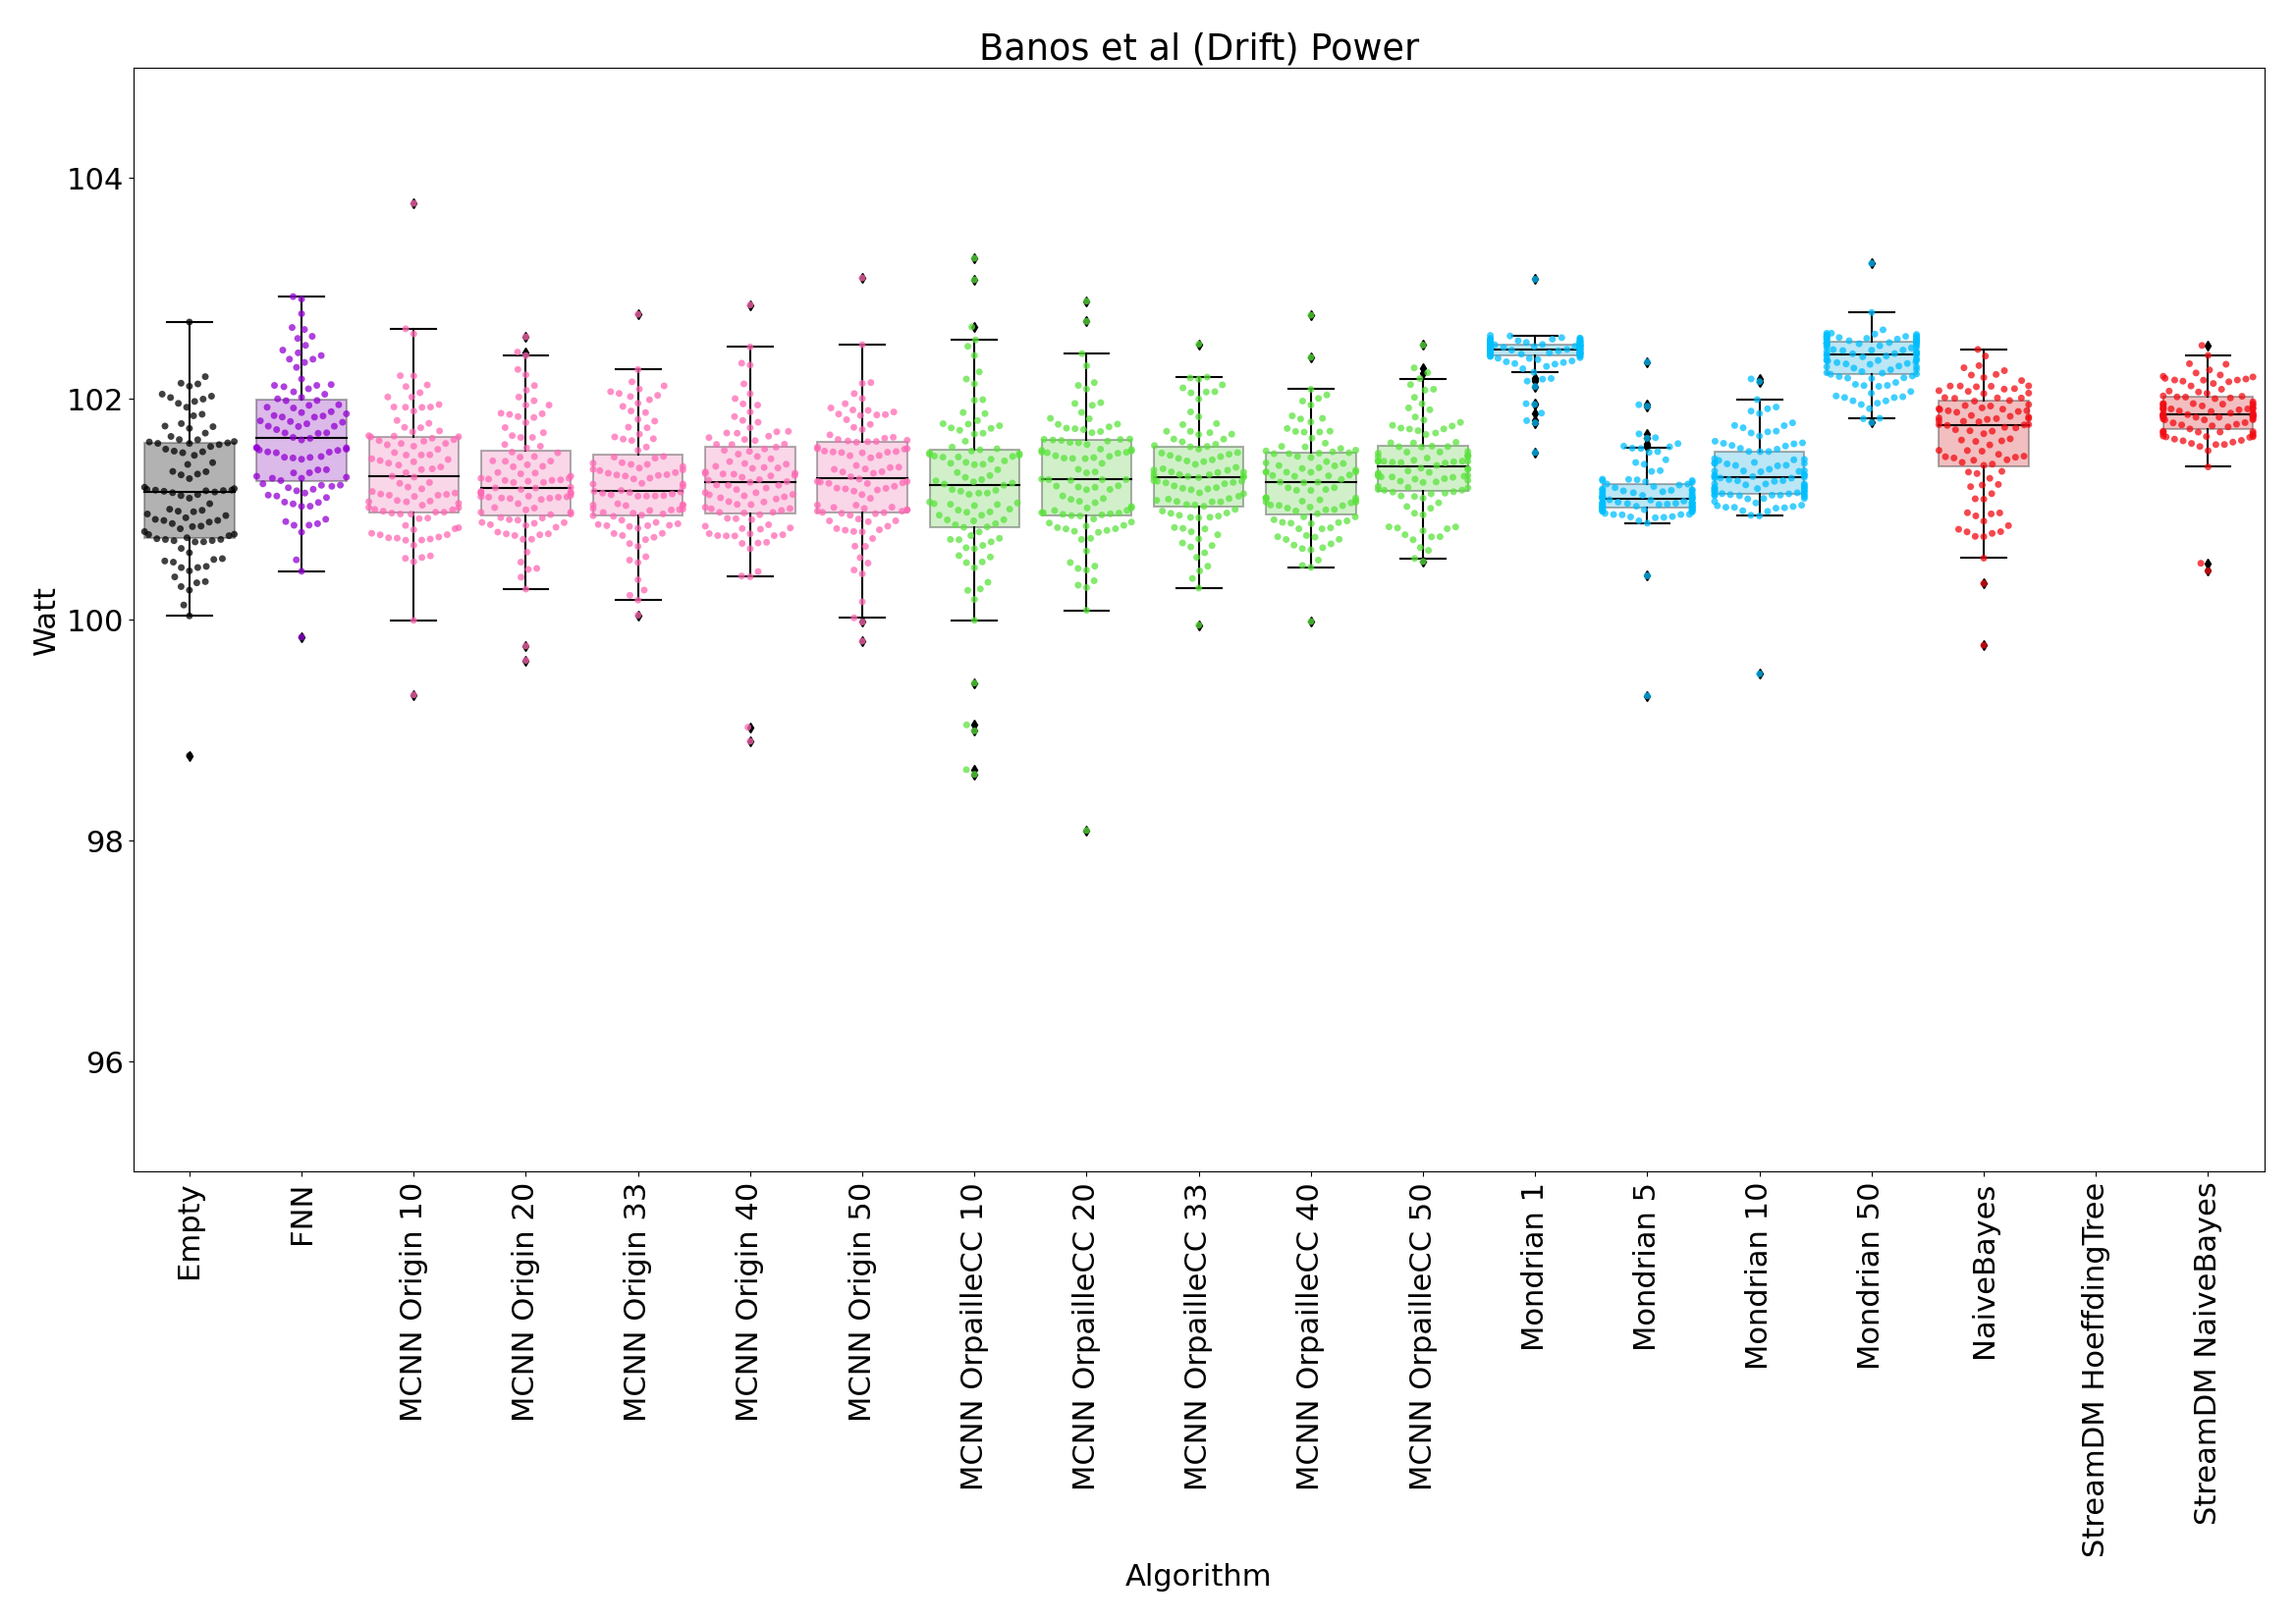 Banos et al (Drift) Power
Watt
104
102
100
98
96
Empty
FNN
MCNN Origin 10
MCNN Origin 20
MCNN Origin 33
MCNN Origin 40
MCNN Origin 50
MCNN OrpailleCC 10
MCNN OrpailleCC 20
MCNN OrpailleCC 33
MCNN OrpailleCC 40
MCNN OrpailleCC 50
Mondrian 1
Mondrian 5
Mondrian 10
Mondrian 50
NaiveBayes
StreamDM HoeffdingTree
StreamDM NaiveBayes
Algorithm